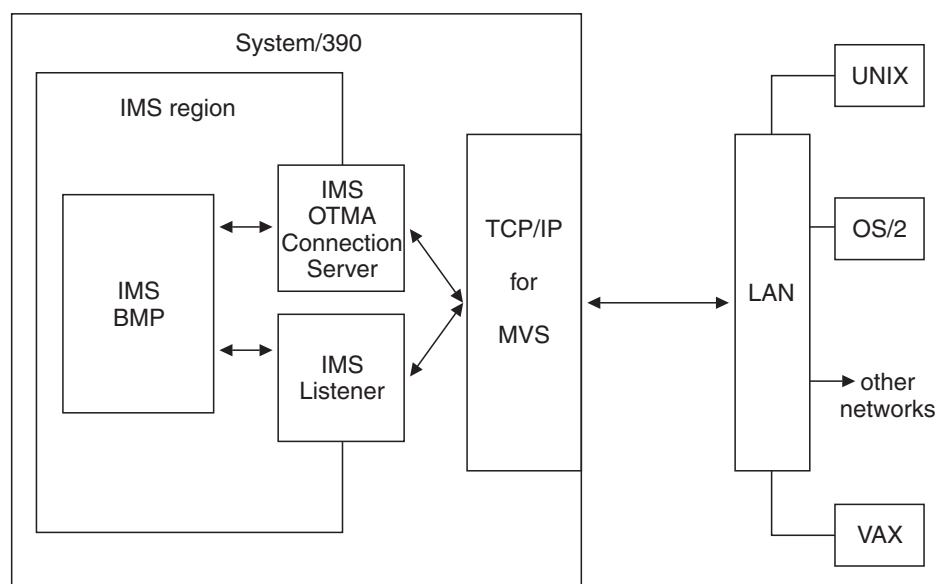 System/390
IMS region
IMS
BMP
IMS
OTMA
Connection
Server
IMS
Listener
TCP/IP
for
MVS
LAN
UNIX
OS/2
other
networks
VAX